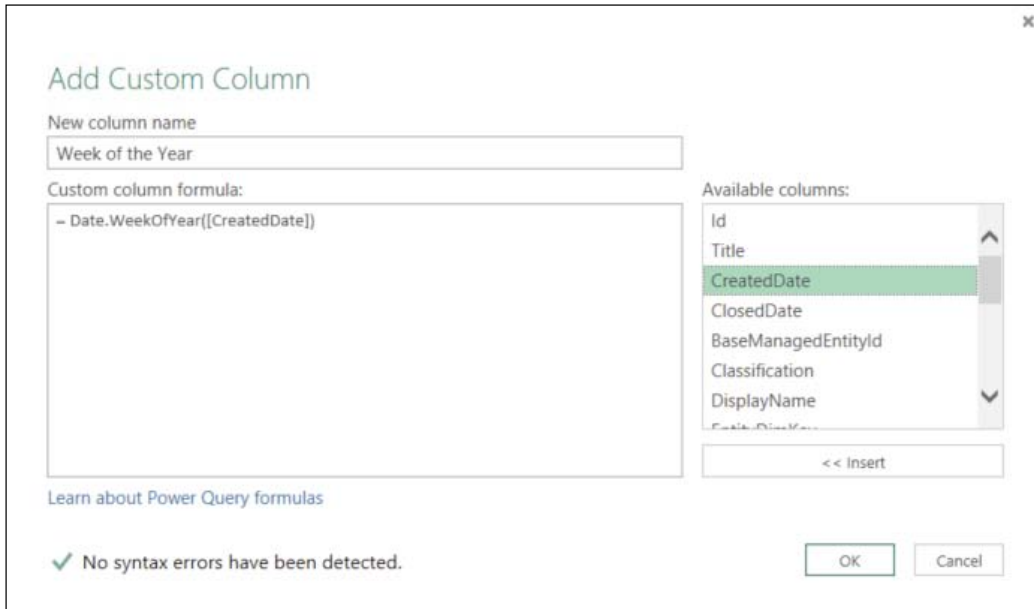 Add Custom Column
New column name
Week of the Year
Custom column formula:
= Date.WeekOfYear([CreatedDate])
Available columns:
Id
Title
CreatedDate
ClosedDate
BaseManagedEntityId
Classification
DisplayName
EntityDimKey
<< Insert
Learn about Power Query formulas
No syntax errors have been detected.
OK
Cancel